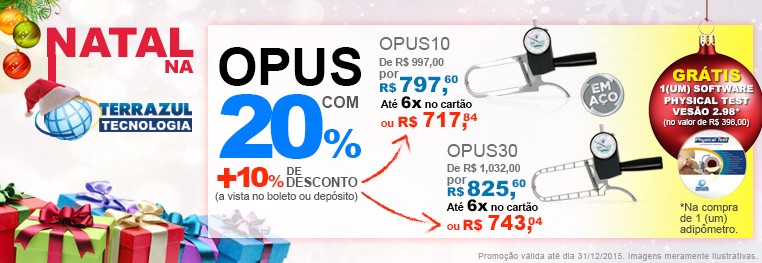 NATAL
NA
TERRAZUL
TECNOLOGIA
OPUS
COM
20%
+10% DE DESCONTO
(a vista no boleto ou depósito)
OPUS10
De R$ 997,00
por
R$ 797,60
Até 6x no cartão
ou R$ 717,84
EM
AÇO
OPUS30
De R$ 1,032,00
por
R$ 825,60
Até 6x no cartão
ou R$ 743,04
GRÁTIS
1(UM) SOFTWARE
PHYSICAL TEST
VESÃO 2.98*
(no valor de R$ 398,00)
Physical Test
*Na compra
de 1 (um)
adipômetro.
Promoção válida até dia 31/12/2015. Imagens meramente ilustrativas.